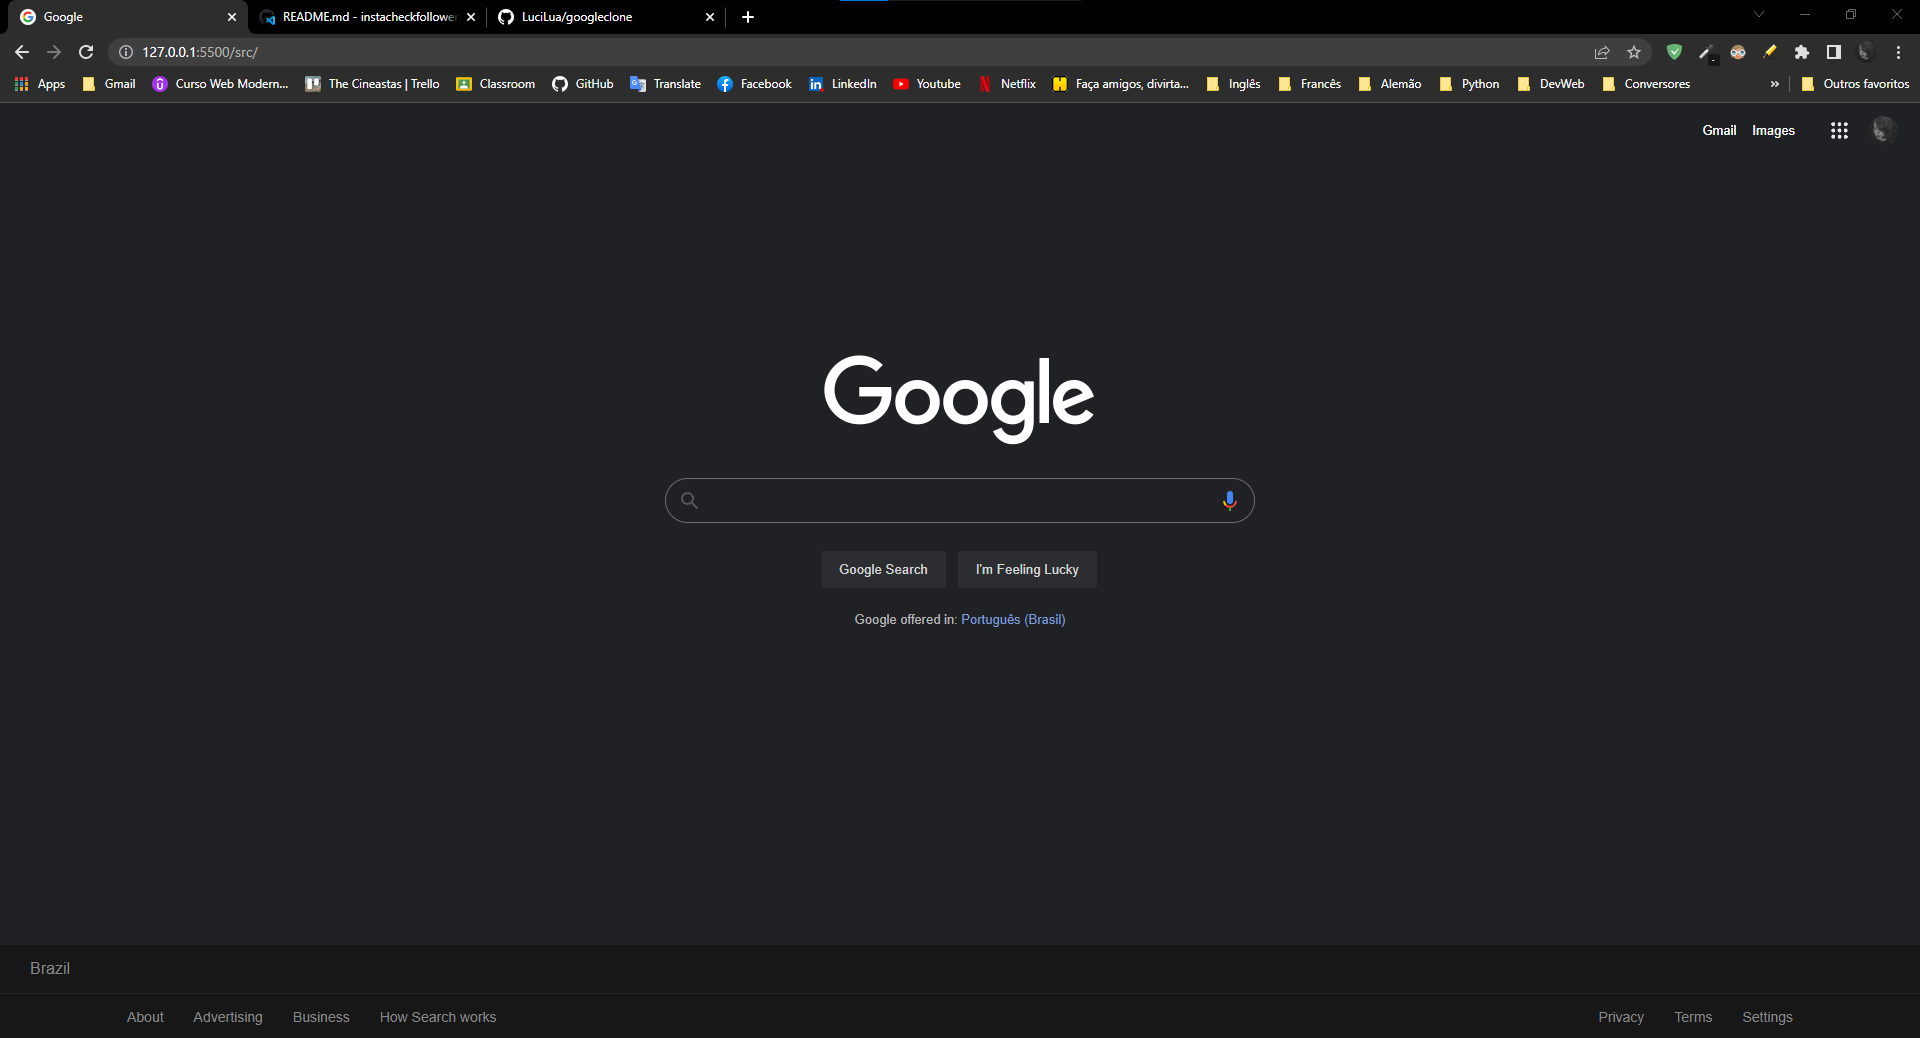 Google README.md - instacheckfollower LuciLua/googleclone
127.0.0.1:5500/src/
Apps Gmail Curso Web Modern... The Cineastas | Trello Classroom GitHub Translate Facebook LinkedIn Youtube Netflix Faça amigos, divirta... Inglês Francês Alemão Python DevWeb Conversores » Outros favoritos
Gmail Images
Google
Google Search I'm Feeling Lucky
Google offered in: Português (Brasil)
Brazil
About Advertising Business How Search works Privacy Terms Settings